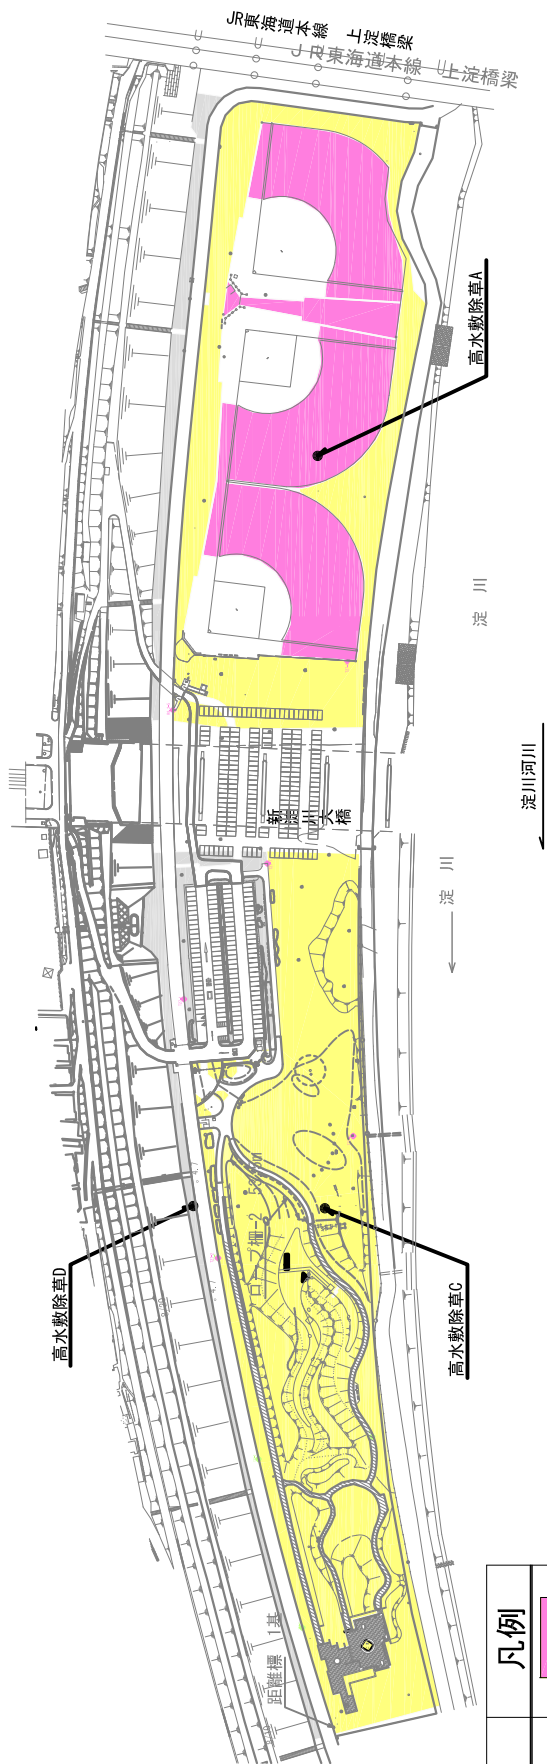 JR東海道本線 上淀橋梁
JR東海道本線 上淀橋梁
高水敷除草A
淀 川
淀川河川
新淀川大橋
淀 川
高水敷除草D
高水敷除草C
距離標 1基
凡例